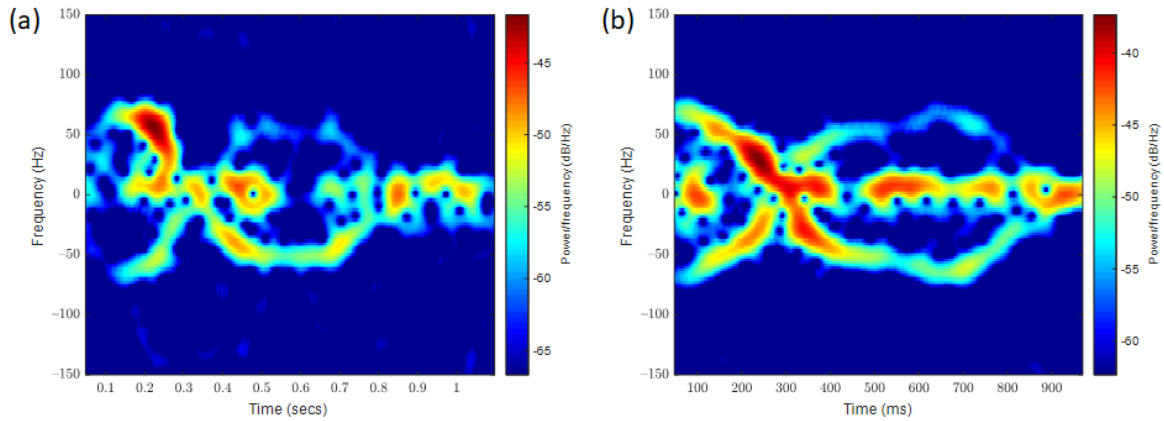 (a)
150
100
50
0
−50
−100
−150
Frequency (Hz)
0.1 0.2 0.3 0.4 0.5 0.6 0.7 0.8 0.9 1
Time (secs)
-45
-50
-55
-60
-65
Power/frequency(dB/Hz)
(b)
150
100
50
0
−50
−100
−150
Frequency (Hz)
100 200 300 400 500 600 700 800 900
Time (ms)
-40
-45
-50
-55
-60
Power/frequency(dB/Hz)